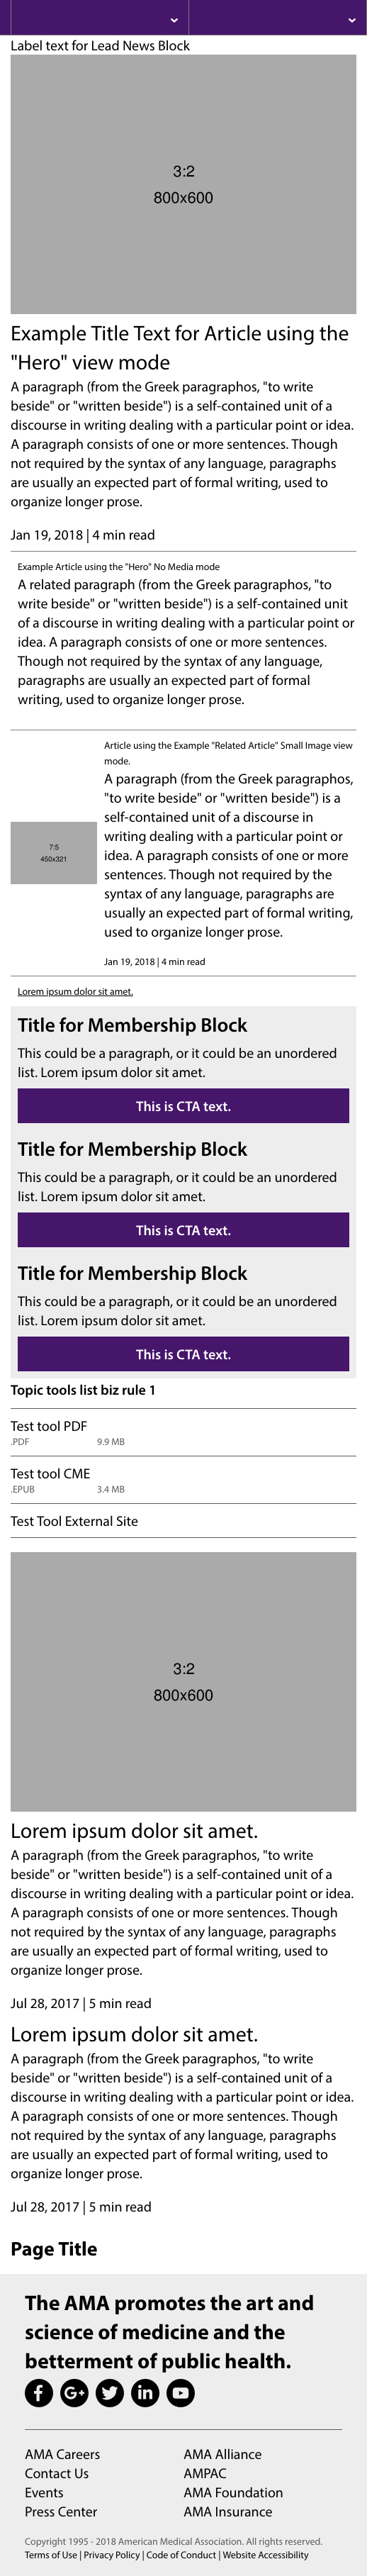 Label text for Lead News Block
3:2
800x600
Example Title Text for Article using the
"Hero" view mode
A paragraph (from the Greek paragraphos, "to write
beside" or "written beside") is a self-contained unit of a
discourse in writing dealing with a particular point or idea.
A paragraph consists of one or more sentences. Though
not required by the syntax of any language, paragraphs
are usually an expected part of formal writing, used to
organize longer prose.
Jan 19, 2018 | 4 min read
Example Article using the "Hero" No Media mode
A related paragraph (from the Greek paragraphos, "to
write beside" or "written beside") is a self-contained unit
of a discourse in writing dealing with a particular point or
idea. A paragraph consists of one or more sentences.
Though not required by the syntax of any language,
paragraphs are usually an expected part of formal
writing, used to organize longer prose.
Article using the Example "Related Article" Small Image view
mode.
7:5
450x321
A paragraph (from the Greek paragraphos,
"to write beside" or "written beside") is a
self-contained unit of a discourse in
writing dealing with a particular point or
idea. A paragraph consists of one or more
sentences. Though not required by the
syntax of any language, paragraphs are
usually an expected part of formal writing,
used to organize longer prose.
Jan 19, 2018 | 4 min read
Lorem ipsum dolor sit amet.
Title for Membership Block
This could be a paragraph, or it could be an unordered
list. Lorem ipsum dolor sit amet.
This is CTA text.
Title for Membership Block
This could be a paragraph, or it could be an unordered
list. Lorem ipsum dolor sit amet.
This is CTA text.
Title for Membership Block
This could be a paragraph, or it could be an unordered
list. Lorem ipsum dolor sit amet.
This is CTA text.
Topic tools list biz rule 1
Test tool PDF
.PDF 9.9 MB
Test tool CME
.EPUB 3.4 MB
Test Tool External Site
3:2
800x600
Lorem ipsum dolor sit amet.
A paragraph (from the Greek paragraphos, "to write
beside" or "written beside") is a self-contained unit of a
discourse in writing dealing with a particular point or idea.
A paragraph consists of one or more sentences. Though
not required by the syntax of any language, paragraphs
are usually an expected part of formal writing, used to
organize longer prose.
Jul 28, 2017 | 5 min read
Lorem ipsum dolor sit amet.
A paragraph (from the Greek paragraphos, "to write
beside" or "written beside") is a self-contained unit of a
discourse in writing dealing with a particular point or idea.
A paragraph consists of one or more sentences. Though
not required by the syntax of any language, paragraphs
are usually an expected part of formal writing, used to
organize longer prose.
Jul 28, 2017 | 5 min read
Page Title
The AMA promotes the art and
science of medicine and the
betterment of public health.
AMA Careers
Contact Us
Events
Press Center
AMA Alliance
AMPAC
AMA Foundation
AMA Insurance
Copyright 1995 - 2018 American Medical Association. All rights reserved.
Terms of Use | Privacy Policy | Code of Conduct | Website Accessibility